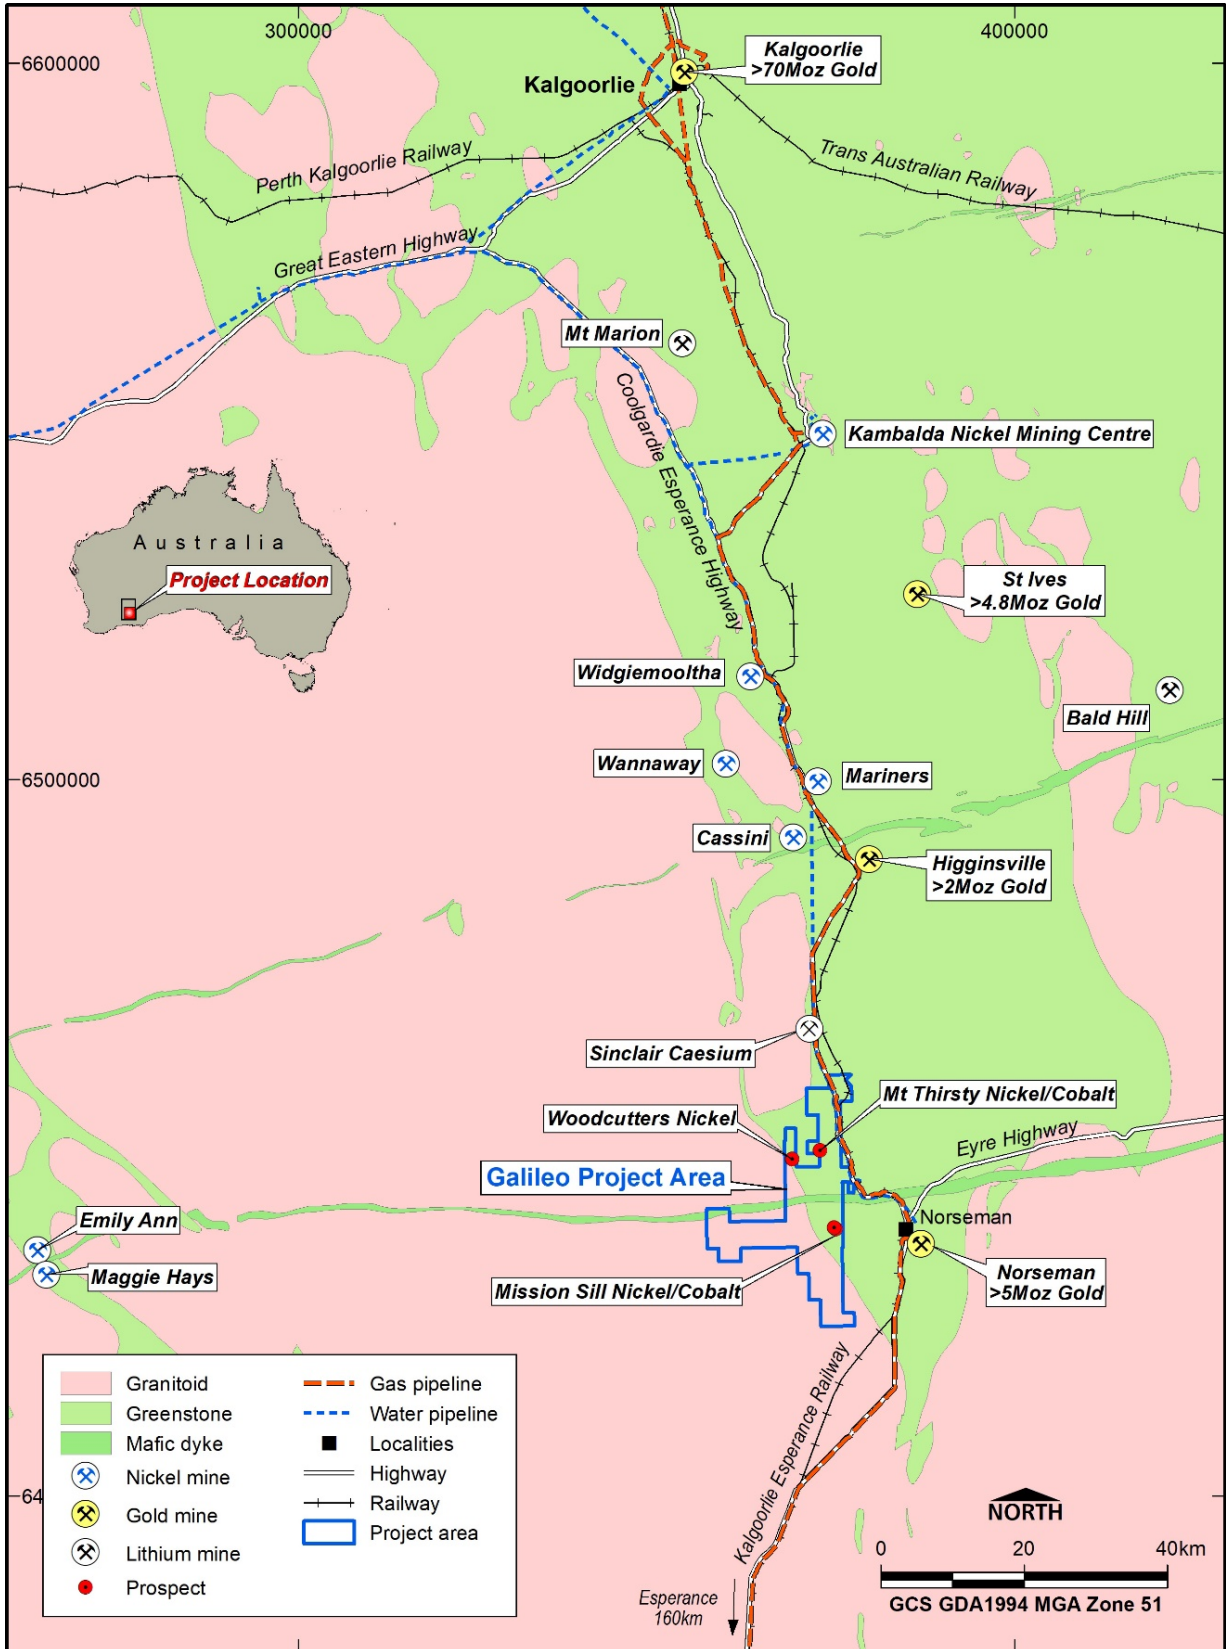 300000
400000
6600000
Kalgoorlie
>70Moz Gold
Kalgoorlie
Perth Kalgoorlie Railway
Trans Australian Railway
Great Eastern Highway
Mt Marion
Coolgardie Esperance Highway
Kambalda Nickel Mining Centre
Australia
Project Location
St Ives
>4.8Moz Gold
Widgiemooltha
Bald Hill
Wannaway
6500000
Mariners
Cassini
Higginsville
>2Moz Gold
Sinclair Caesium
Mt Thirsty Nickel/Cobalt
Woodcutters Nickel
Eyre Highway
Galileo Project Area
Emily Ann
Norseman
Maggie Hays
Mission Sill Nickel/Cobalt
Norseman
>5Moz Gold
Kalgoorlie Esperance Railway
Granitoid
Greenstone
Mafic dyke
Nickel mine
Gold mine
Lithium mine
Prospect
Gas pipeline
Water pipeline
Localities
Highway
Railway
Project area
64
NORTH
0 20 40km
GCS GDA1994 MGA Zone 51
Esperance
160km